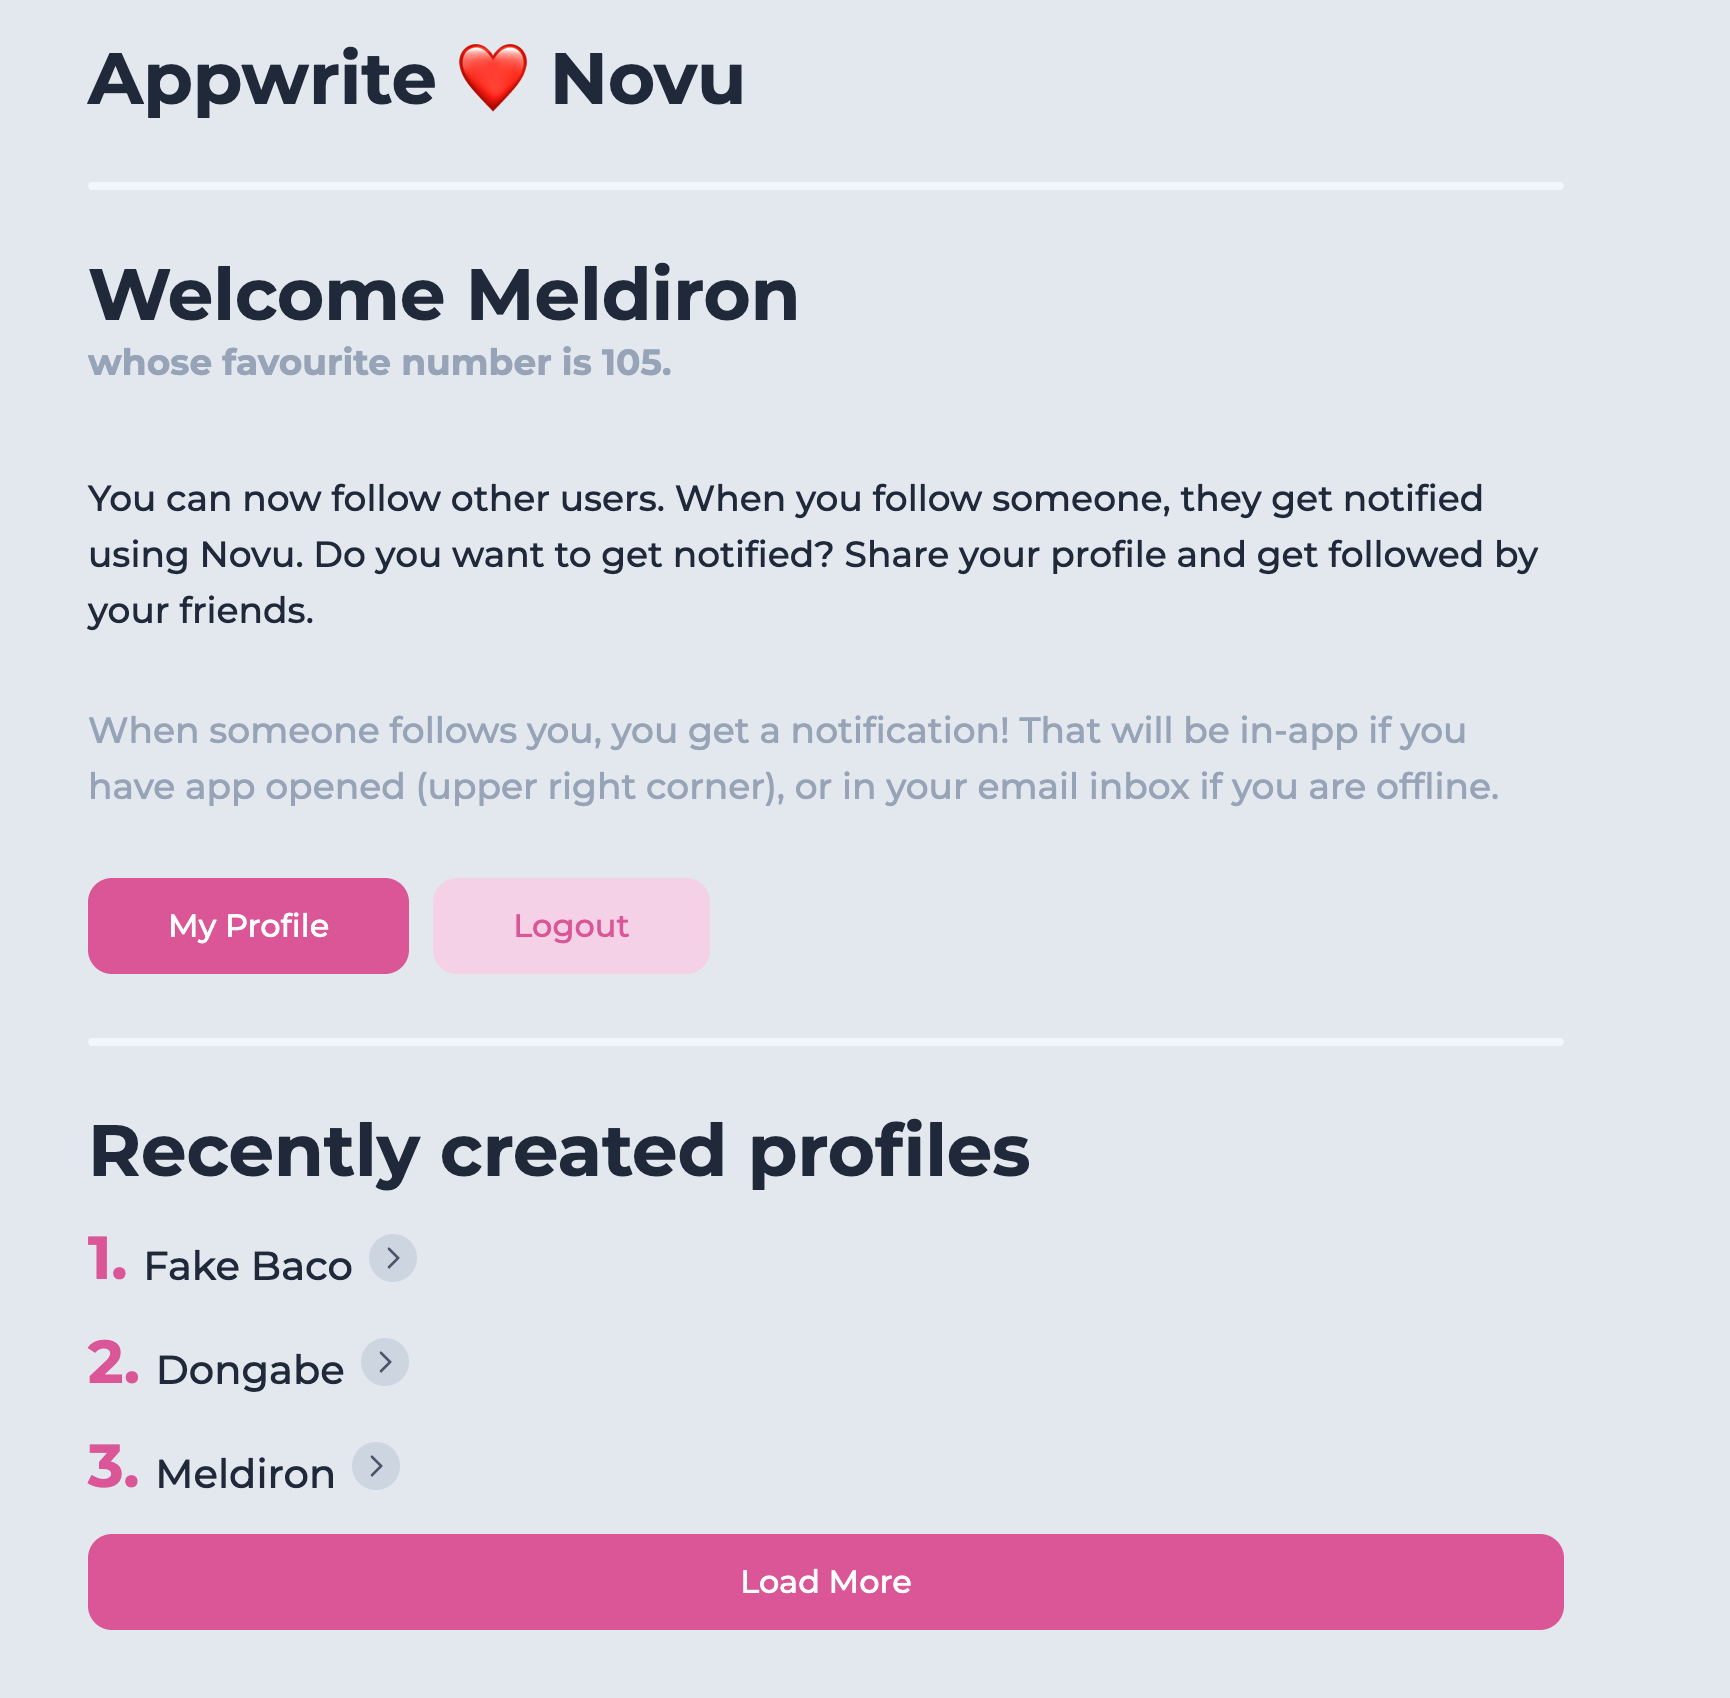 Appwrite ❤️ Novu
Welcome Meldiron
whose favourite number is 105.
You can now follow other users. When you follow someone, they get notified
using Novu. Do you want to get notified? Share your profile and get followed by
your friends.
When someone follows you, you get a notification! That will be in-app if you
have app opened (upper right corner), or in your email inbox if you are offline.
My Profile
Logout
Recently created profiles
1. Fake Baco
2. Dongabe
3. Meldiron
Load More